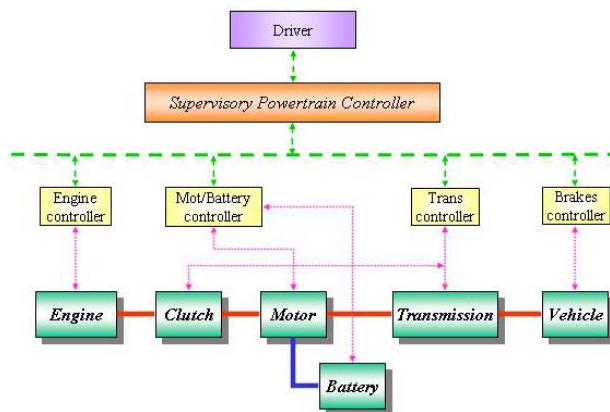 Driver
Supervisory Powertrain Controller
Engine
controller
Mot/Battery
controller
Trans
controller
Brakes
controller
Engine
Clutch
Motor
Transmission
Vehicle
Battery